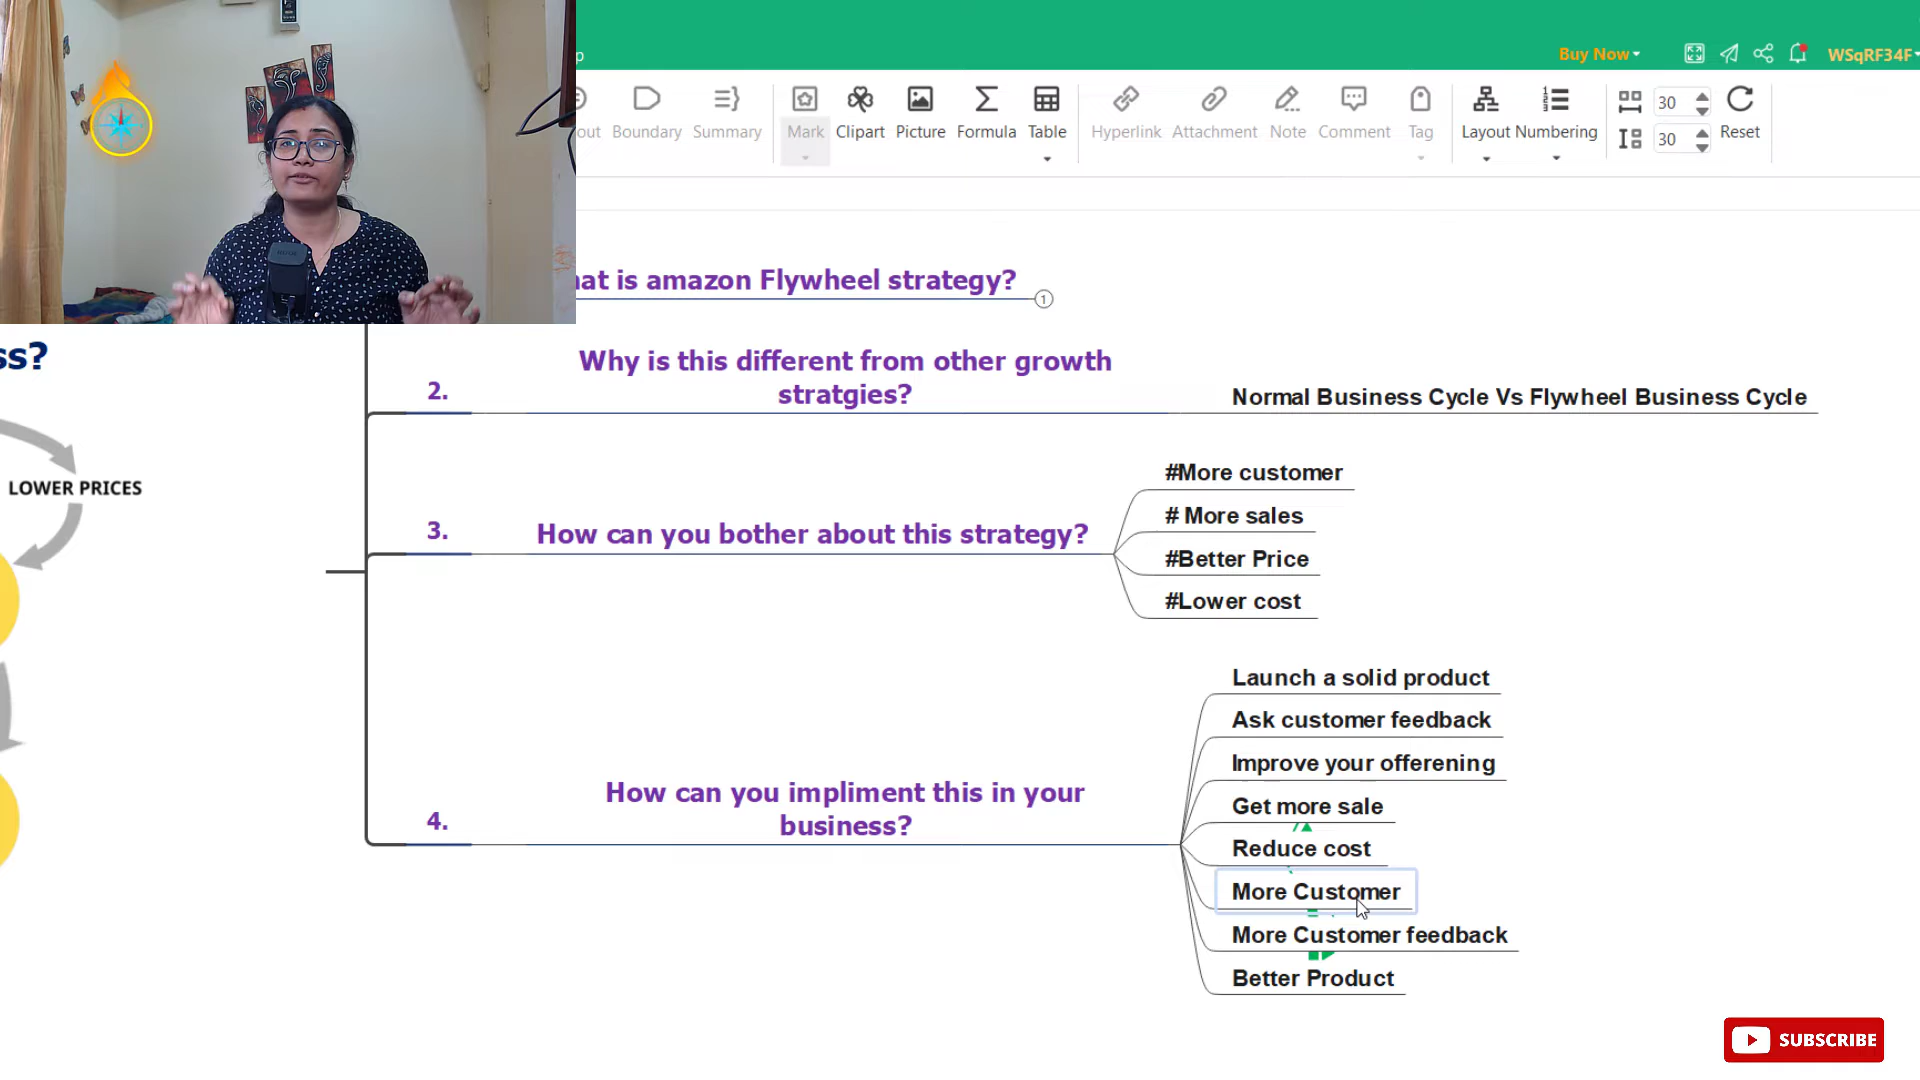 Buy Now
WSqRF34F
out
Boundary
Summary
Mark
Clipart
Picture
Formula
Table
Hyperlink
Attachment
Note
Comment
Tag
Layout
Numbering
30
30
Reset
hat is amazon Flywheel strategy?
1
ss?
LOWER PRICES
2.
Why is this different from other growth
stratgies?
Normal Business Cycle Vs Flywheel Business Cycle
3.
How can you bother about this strategy?
#More customer
# More sales
#Better Price
#Lower cost
4.
How can you impliment this in your
business?
Launch a solid product
Ask customer feedback
Improve your offerening
Get more sale
Reduce cost
More Customer
More Customer feedback
Better Product
SUBSCRIBE